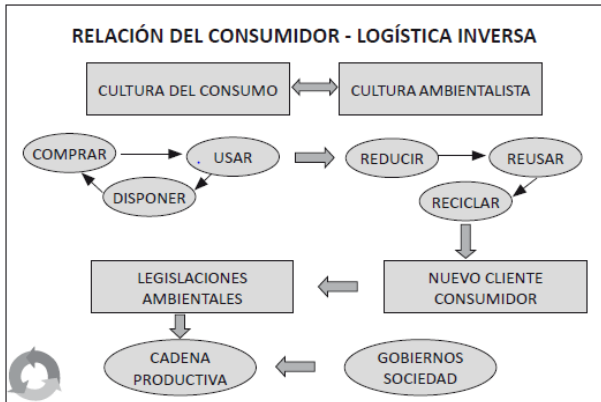 RELACIÓN DEL CONSUMIDOR - LOGÍSTICA INVERSA
CULTURA DEL CONSUMO
CULTURA AMBIENTALISTA
COMPRAR
USAR
DISPONER
REDUCIR
REUSAR
RECICLAR
LEGISLACIONES
AMBIENTALES
NUEVO CLIENTE
CONSUMIDOR
CADENA
PRODUCTIVA
GOBIERNOS
SOCIEDAD